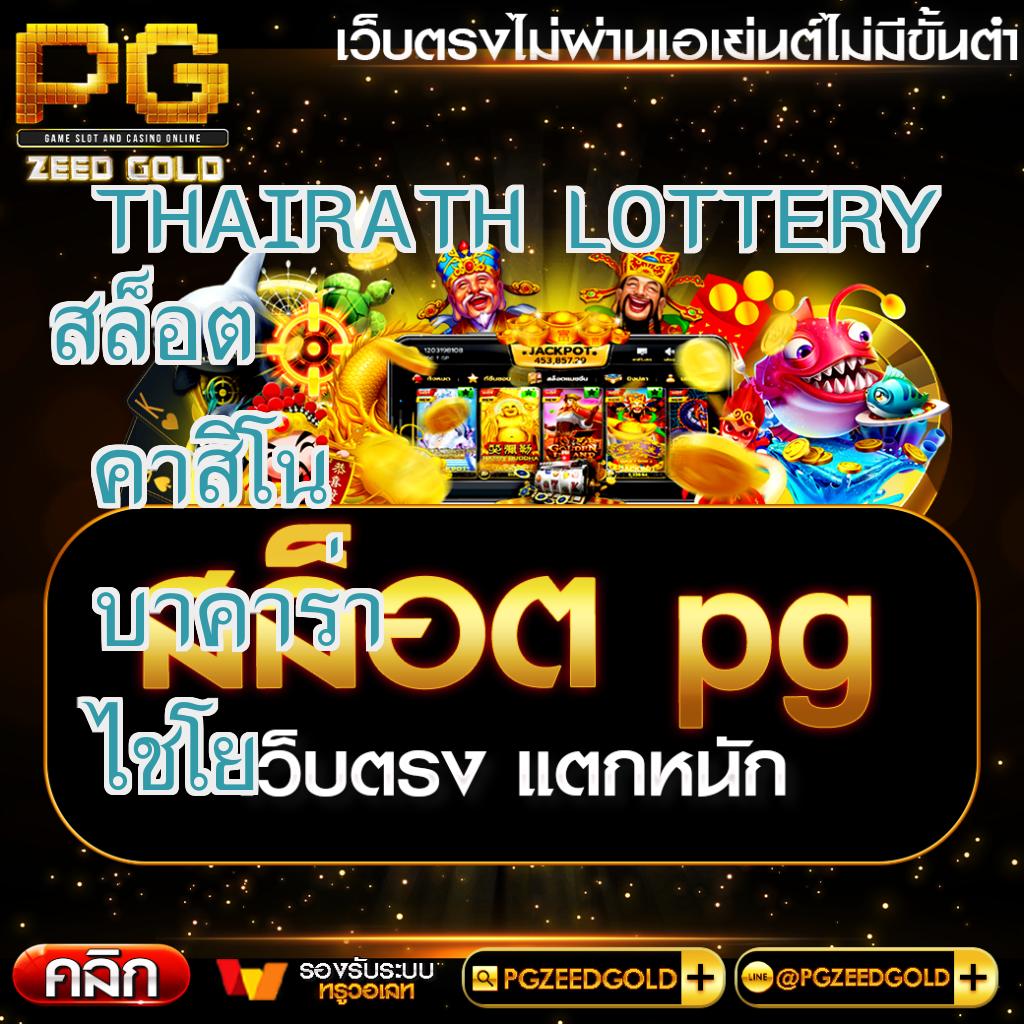 เว็บตรงไม่ผ่านเอเย่นต์ไม่มีขั้นต่ำ
PG
GAME SLOT AND CASINO ONLINE
ZEED GOLD
THAIRATH LOTTERY
สล็อต
JACKPOT
453,857.29
คาสิโน
สล็อต pg
บาคาร่า
ไชโย
เว็บตรง แตกหนัก
คลิก
รองรับระบบ
ทรูวอเลท
PGZEEDGOLD +
LINE @PGZEEDGOLD +